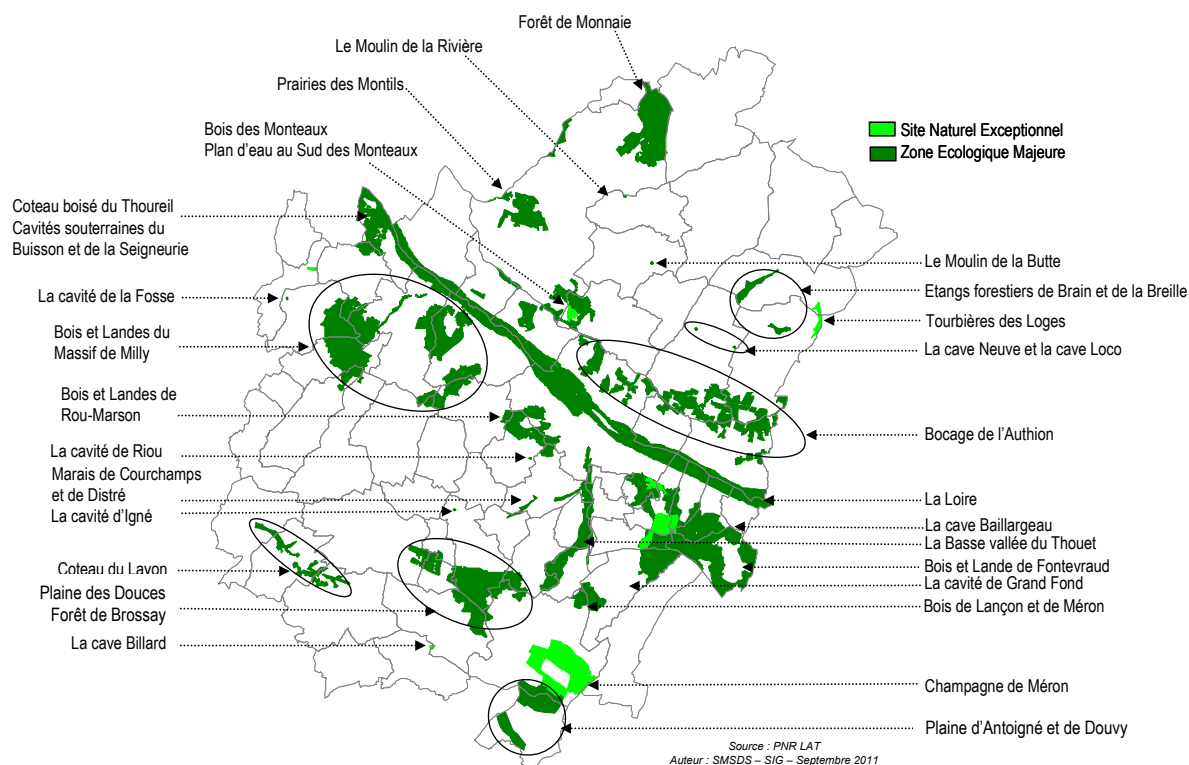 Forêt de Monnaie
Le Moulin de la Rivière
Prairies des Montils
Bois des Monteaux
Plan d'eau au Sud des Monteaux
Site Naturel Exceptionnel
Zone Ecologique Majeure
Coteau boisé du Thoureil
Cavités souterraines du
Buisson et de la Seigneurie
La cavité de la Fosse
Bois et Landes du
Massif de Milly
Bois et Landes de
Rou-Marson
La cavité de Riou
Marais de Courchamps
et de Distré
La cavité d'Igné
Coteau du Layon
Plaine des Douces
Forêt de Brossay
La cave Billard
Le Moulin de la Butte
Etangs forestiers de Brain et de la Breille
Tourbières des Loges
La cave Neuve et la cave Loco
Bocage de l'Authion
La Loire
La cave Baillargeau
La Basse vallée du Thouet
Bois et Lande de Fontevraud
La cavité de Grand Fond
Bois de Lançon et de Méron
Champagne de Méron
Plaine d'Antoigné et de Douvy
Source : PNR LAT
Auteur : SMSDS – SIG – Septembre 2011